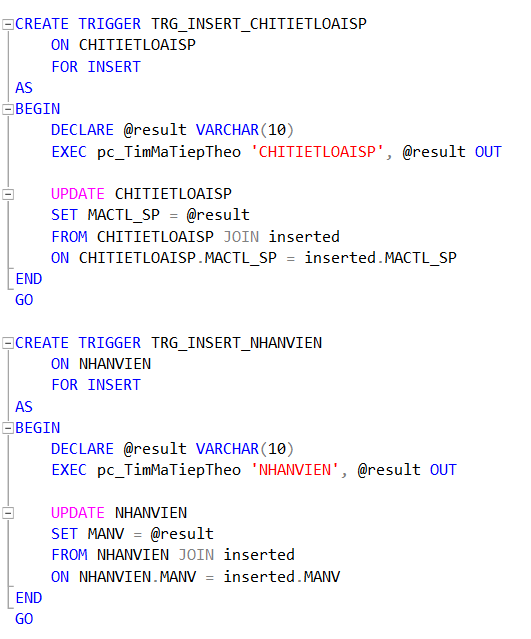 CREATE TRIGGER TRG_INSERT_CHITIETLOAISP
ON CHITIETLOAISP
FOR INSERT
AS
BEGIN
DECLARE @result VARCHAR(10)
EXEC pc_TimMaTiepTheo 'CHITIETLOAISP', @result OUT
UPDATE CHITIETLOAISP
SET MACTL_SP = @result
FROM CHITIETLOAISP JOIN inserted
ON CHITIETLOAISP.MACTL_SP = inserted.MACTL_SP
END
GO
CREATE TRIGGER TRG_INSERT_NHANVIEN
ON NHANVIEN
FOR INSERT
AS
BEGIN
DECLARE @result VARCHAR(10)
EXEC pc_TimMaTiepTheo 'NHANVIEN', @result OUT
UPDATE NHANVIEN
SET MANV = @result
FROM NHANVIEN JOIN inserted
ON NHANVIEN.MANV = inserted.MANV
END
GO